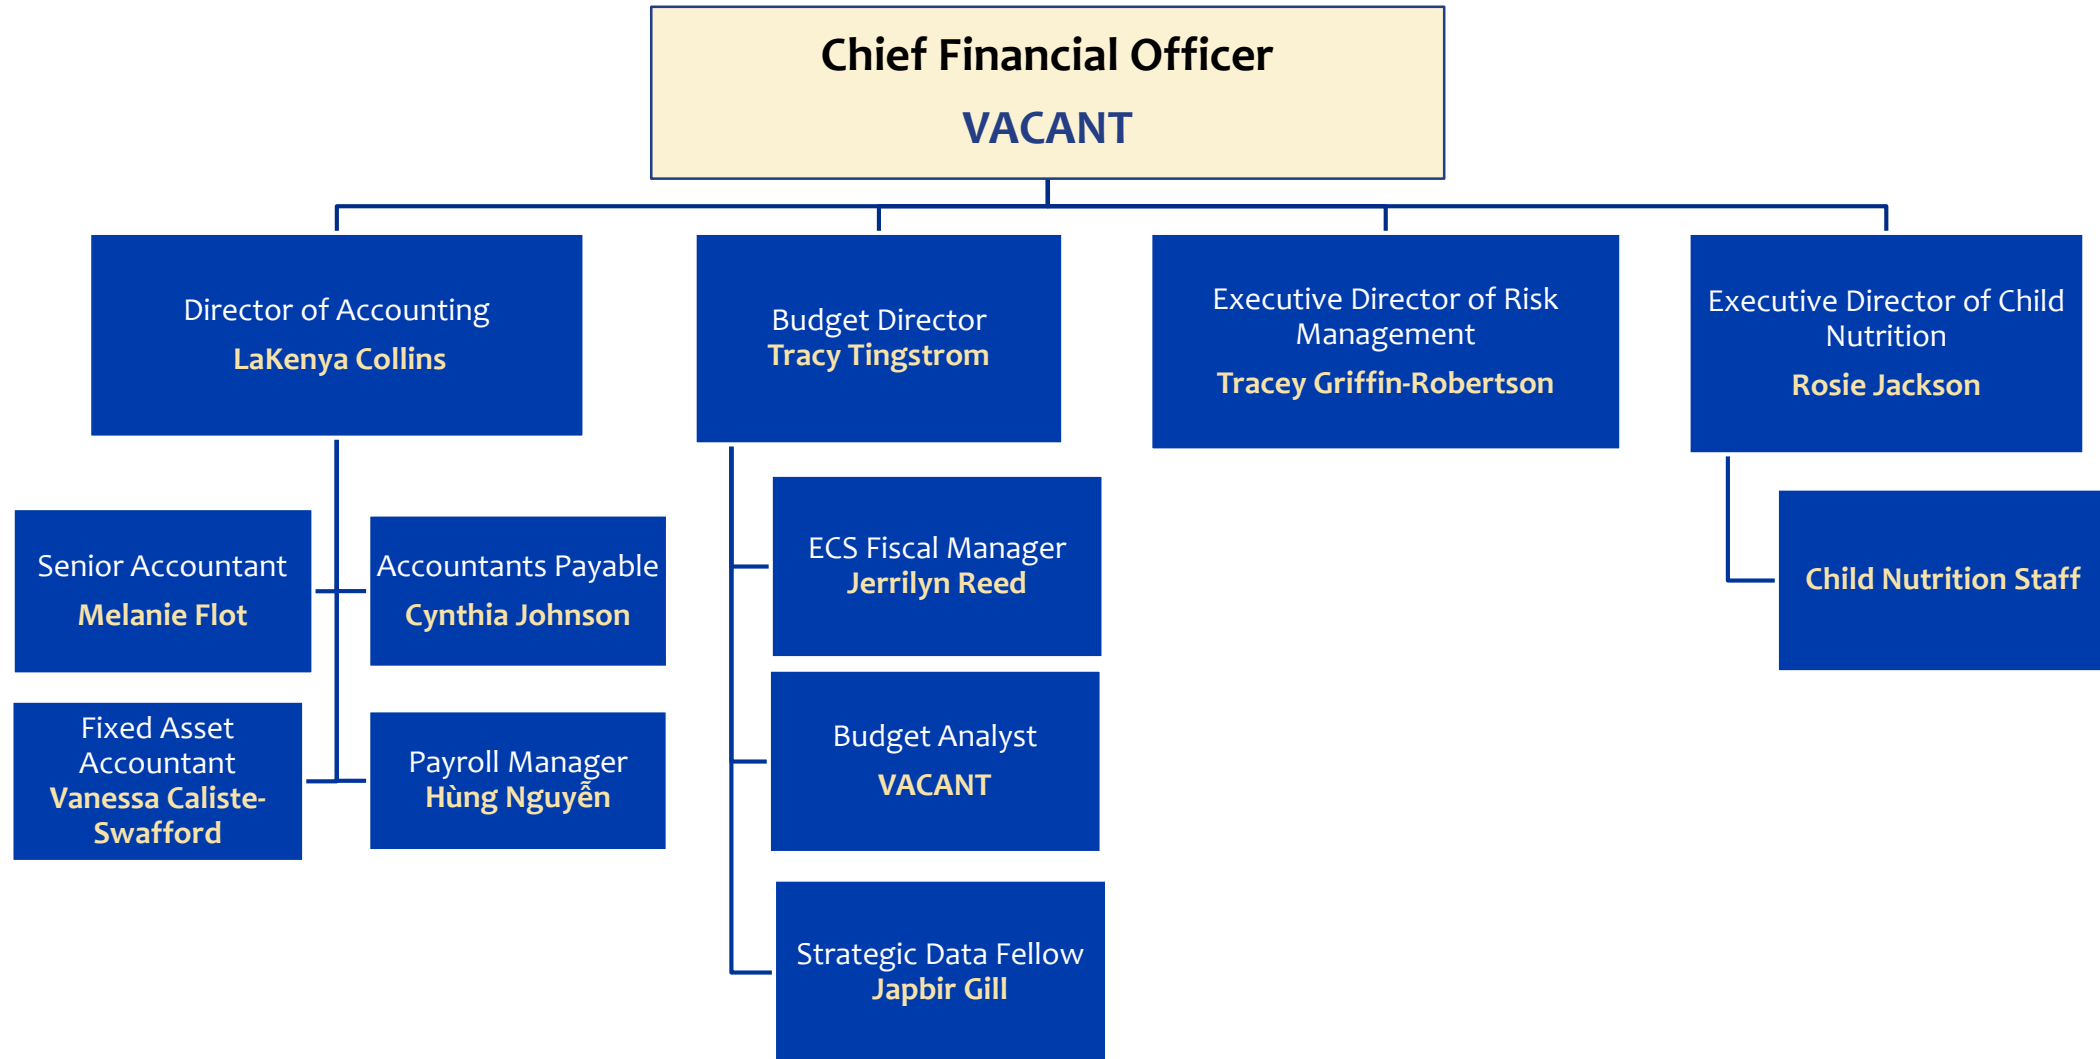 Chief Financial Officer
VACANT
Director of Accounting
LaKenya Collins
Budget Director
Tracy Tingstrom
Executive Director of Risk
Management
Tracey Griffin-Robertson
Executive Director of Child
Nutrition
Rosie Jackson
Senior Accountant
Melanie Flot
Accountants Payable
Cynthia Johnson
Fixed Asset
Accountant
Vanessa Caliste-
Swafford
Payroll Manager
Hùng Nguyễn
ECS Fiscal Manager
Jerrilyn Reed
Budget Analyst
VACANT
Strategic Data Fellow
Japbir Gill
Child Nutrition Staff